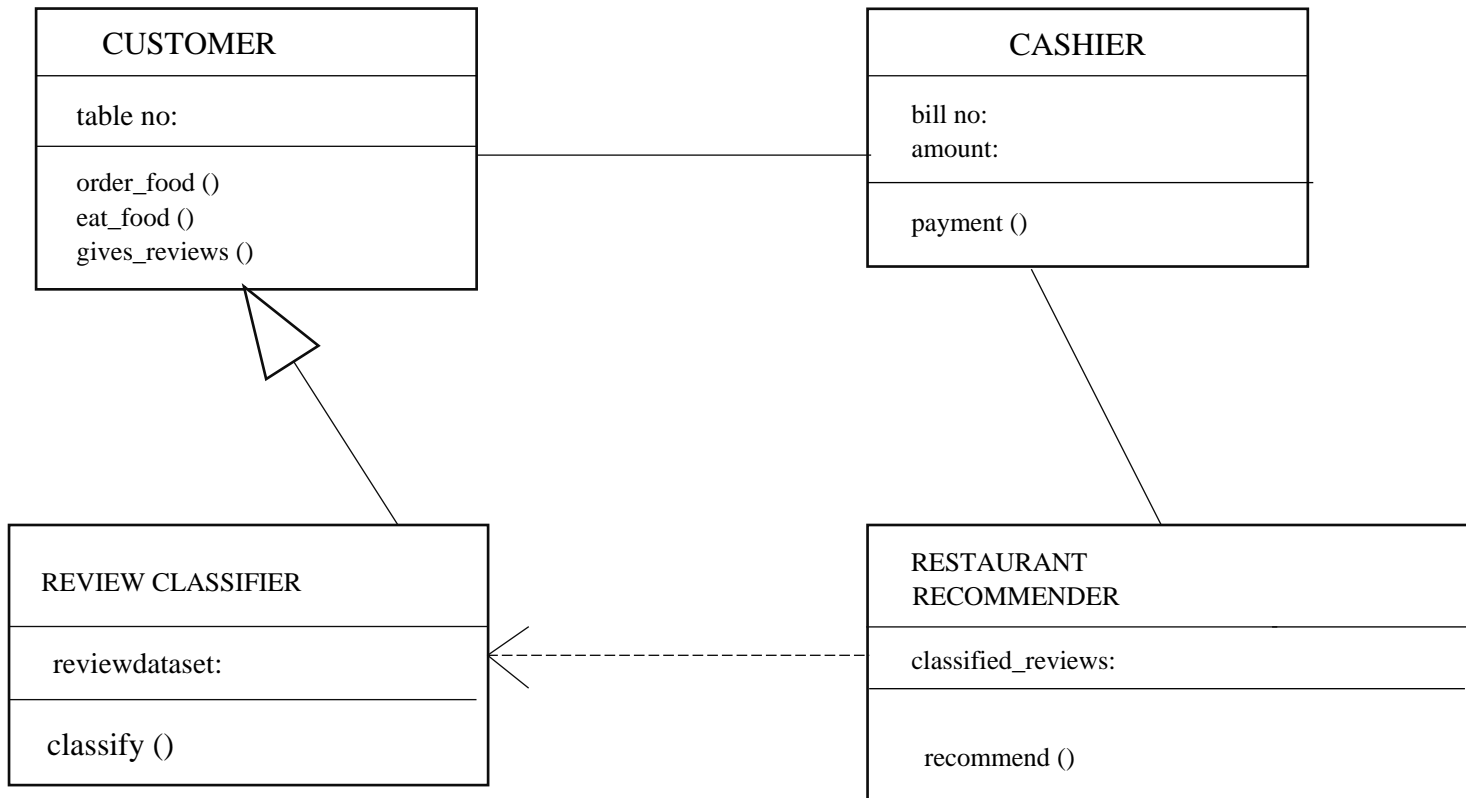 CUSTOMER
table no:
order_food ()
eat_food ()
gives_reviews ()
CASHIER
bill no:
amount:
payment ()
REVIEW CLASSIFIER
reviewdataset:
classify ()
RESTAURANT
RECOMMENDER
classified_reviews:
recommend ()